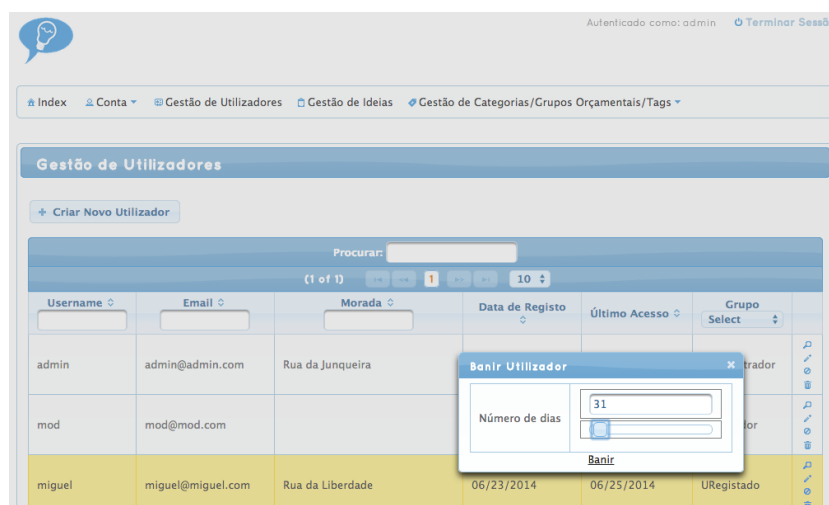 Autenticado como: admin Terminar Sessã
Index Conta Gestão de Utilizadores Gestão de Ideias Gestão de Categorias/Grupos Orçamentais/Tags
Gestão de Utilizadores
+ Criar Novo Utilizador
Procurar:
(1 of 1) 1 10
Username Email Morada Data de Registo Último Acesso Grupo
Select
admin admin@admin.com Rua da Junqueira trador
mod mod@mod.com dor
miguel miguel@miguel.com Rua da Liberdade 06/23/2014 06/25/2014 URegistado
Banir Utilizador
Número de dias 31
Banir